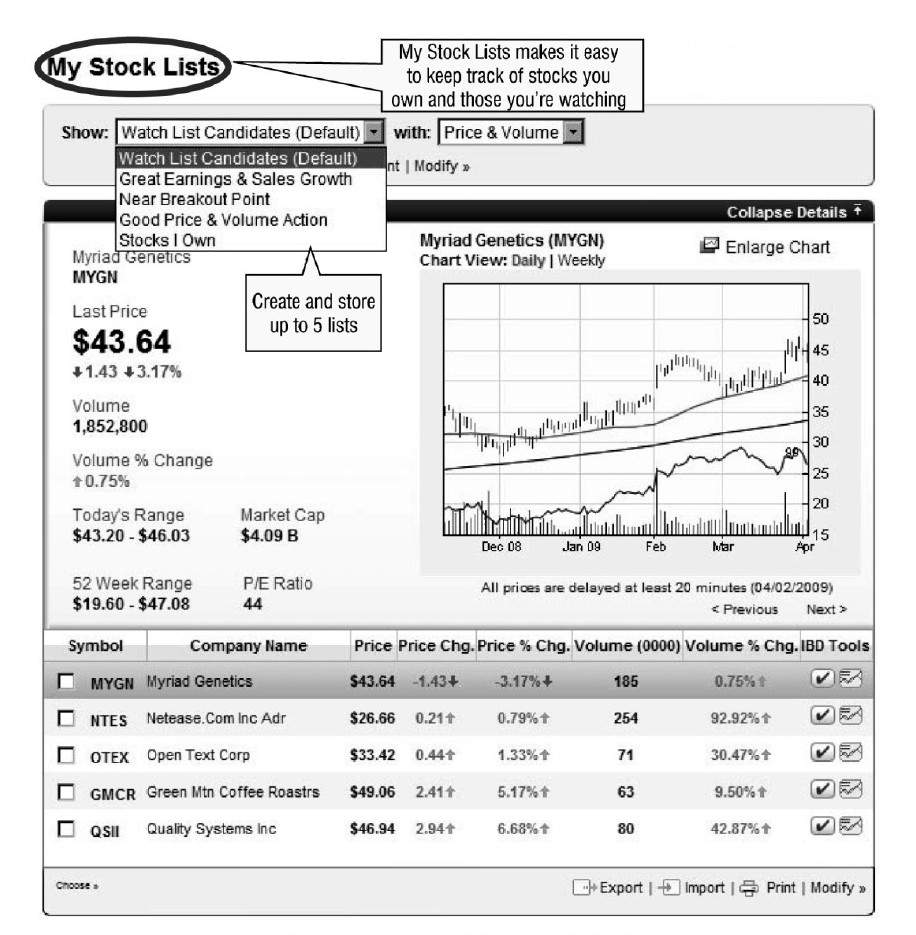 My Stock Lists
My Stock Lists makes it easy
to keep track of stocks you
own and those you're watching
Show: Watch List Candidates (Default) with: Price & Volume
Watch List Candidates (Default)
Great Earnings & Sales Growth
Near Breakout Point
Good Price & Volume Action
Stocks I Own
nt | Modify »
Collapse Details
Create and store
up to 5 lists
Myriad Genetics
MYGN
Last Price
$43.64
1.43 3.17%
Volume
1,852,800
Volume % Change
0.75%
Today's Range
$43.20 - $46.03
Market Cap
$4.09 B
52 Week Range
$19.60 - $47.08
P/E Ratio
44
Myriad Genetics (MYGN)
Chart View: Daily | Weekly
Enlarge Chart
50
45
40
35
30
25
20
15
99
Dec 08 Jan 09 Feb Mar Apr
All prices are delayed at least 20 minutes (04/02/2009)
< Previous Next >
Symbol Company Name Price Price Chg. Price % Chg. Volume (0000) Volume % Chg. IBD Tools
MYGN Myriad Genetics $43.64 -1.43 -3.17% 185 0.75%
NTES Netease.Com Inc Adr $26.66 0.21 0.79% 254 92.92%
OTEX Open Text Corp $33.42 0.44 1.33% 71 30.47%
GMCR Green Mtn Coffee Roastrs $49.06 2.41 5.17% 63 9.50%
QSII Quality Systems Inc $46.94 2.94 6.68% 80 42.87%
Choose » Export | Import | Print | Modify »